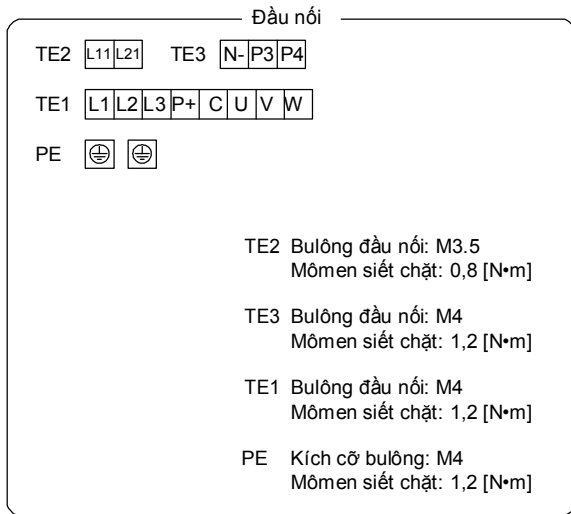 Đầu nối
TE2 L11 L21 TE3 N- P3 P4
TE1 L1 L2 L3 P+ C U V W
PE
TE2 Bulông đầu nối: M3.5
Mômen siết chặt: 0,8 [N•m]
TE3 Bulông đầu nối: M4
Mômen siết chặt: 1,2 [N•m]
TE1 Bulông đầu nối: M4
Mômen siết chặt: 1,2 [N•m]
PE Kích cỡ bulông: M4
Mômen siết chặt: 1,2 [N•m]